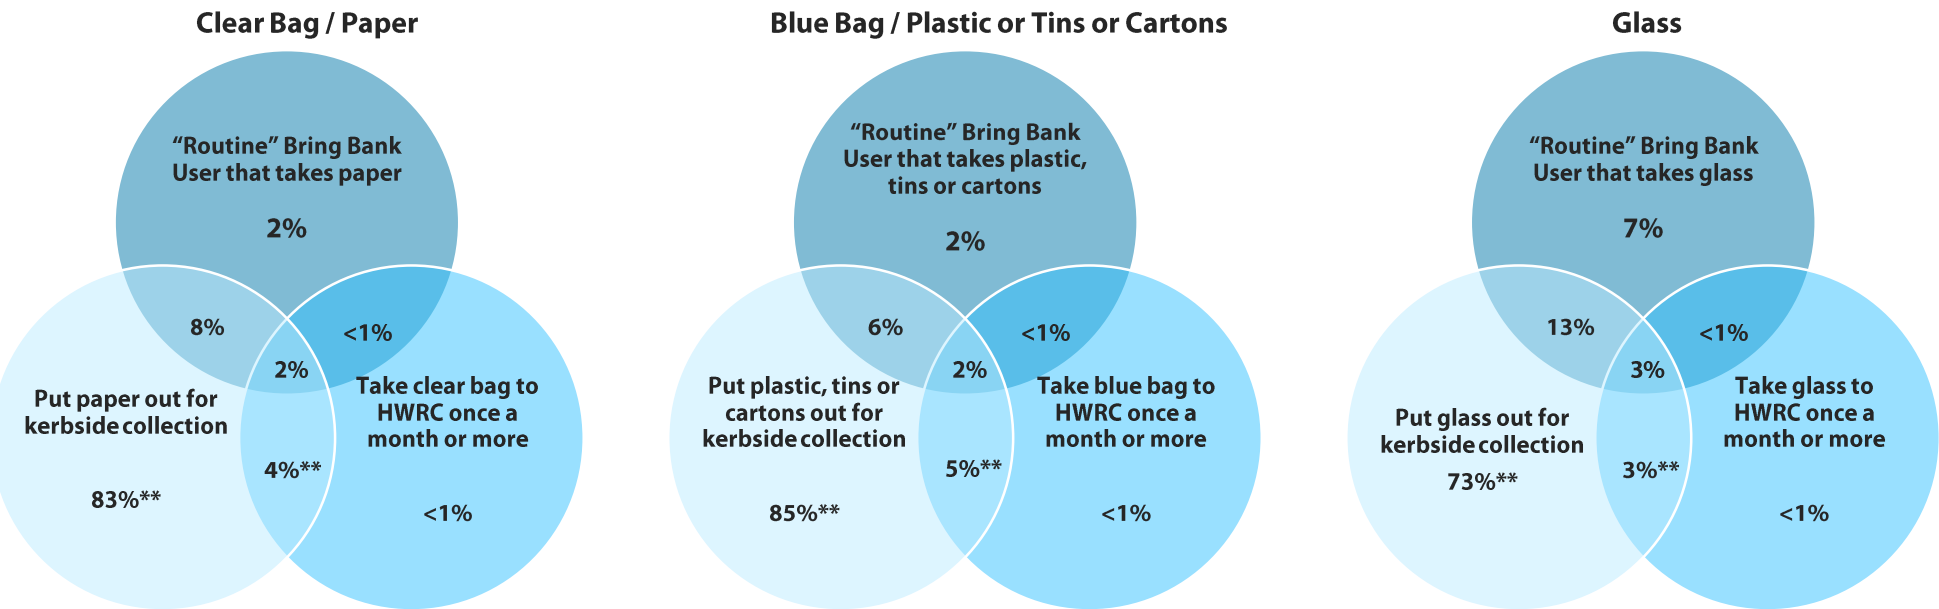 Clear Bag / Paper
“Routine” Bring Bank
User that takes paper
2%
8%
<1%
2%
Put paper out for
kerbside collection
83%**
4%**
Take clear bag to
HWRC once a
month or more
<1%
Blue Bag / Plastic or Tins or Cartons
“Routine” Bring Bank
User that takes plastic,
tins or cartons
2%
6%
<1%
2%
Put plastic, tins or
cartons out for
kerbside collection
85%**
5%**
Take blue bag to
HWRC once a
month or more
<1%
Glass
“Routine” Bring Bank
User that takes glass
7%
13%
<1%
3%
Put glass out for
kerbside collection
73%**
3%**
Take glass to
HWRC once a
month or more
<1%